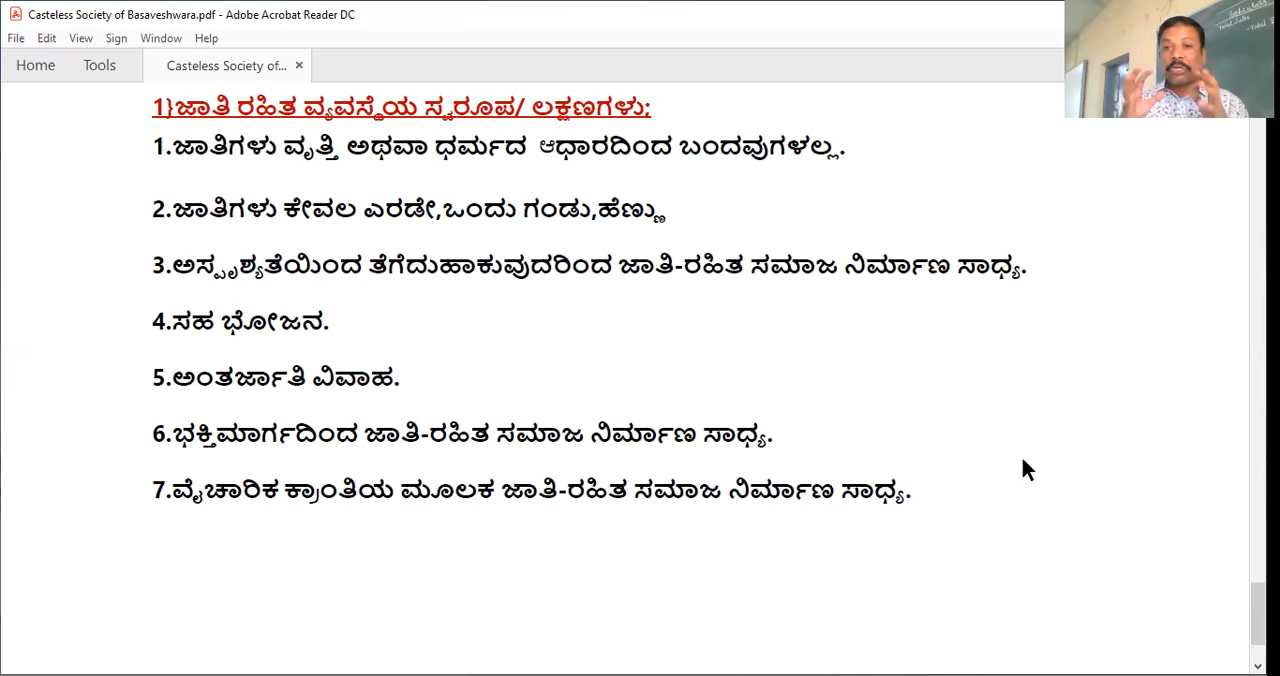 Casteless Society of Basaveshwara.pdf - Adobe Acrobat Reader DC
File Edit View Sign Window Help
Home Tools Casteless Society of... ×
1}ಜಾತಿ ರಹಿತ ವ್ಯವಸ್ಥೆಯ ಸ್ವರೂಪ/ ಲಕ್ಷಣಗಳು;
1.ಜಾತಿಗಳು ವೃತ್ತಿ ಅಥವಾ ಧರ್ಮದ ಆಧಾರದಿಂದ ಬಂದವುಗಳಲ್ಲ.
2.ಜಾತಿಗಳು ಕೇವಲ ಎರಡೇ,ಒಂದು ಗಂಡು,ಹೆಣ್ಣು
3.ಅಸ್ಪೃಶ್ಯತೆಯಿಂದ ತೆಗೆದುಹಾಕುವುದರಿಂದ ಜಾತಿ-ರಹಿತ ಸಮಾಜ ನಿರ್ಮಾಣ ಸಾಧ್ಯ.
4.ಸಹ ಭೋಜನ.
5.ಅಂತರ್ಜಾತಿ ವಿವಾಹ.
6.ಭಕ್ತಿಮಾರ್ಗದಿಂದ ಜಾತಿ-ರಹಿತ ಸಮಾಜ ನಿರ್ಮಾಣ ಸಾಧ್ಯ.
7.ವೈಚಾರಿಕ ಕ್ರಾಂತಿಯ ಮೂಲಕ ಜಾತಿ-ರಹಿತ ಸಮಾಜ ನಿರ್ಮಾಣ ಸಾಧ್ಯ.